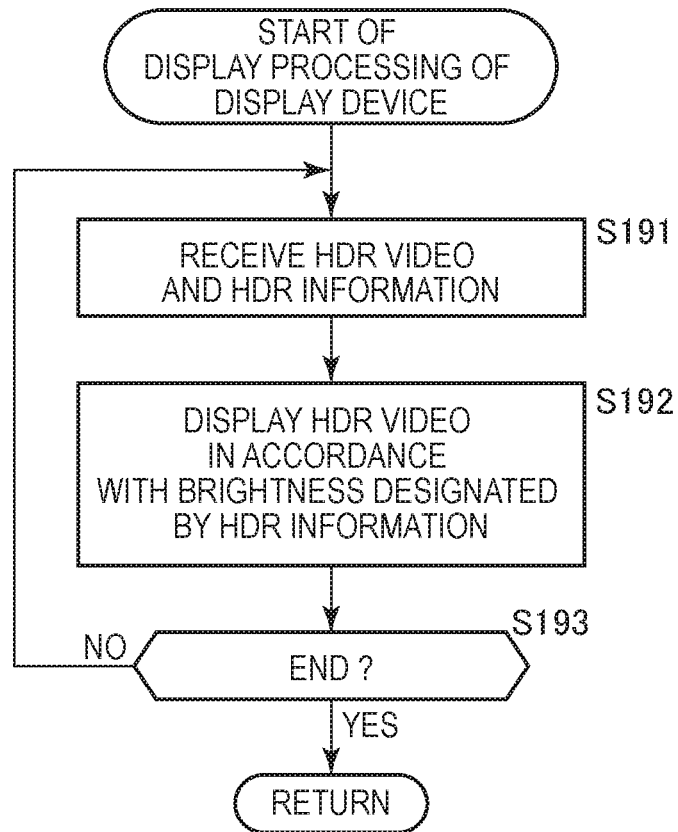 START OF
DISPLAY PROCESSING OF
DISPLAY DEVICE
S191
RECEIVE HDR VIDEO
AND HDR INFORMATION
S192
DISPLAY HDR VIDEO
IN ACCORDANCE
WITH BRIGHTNESS DESIGNATED
BY HDR INFORMATION
S193
NO
END ?
YES
RETURN